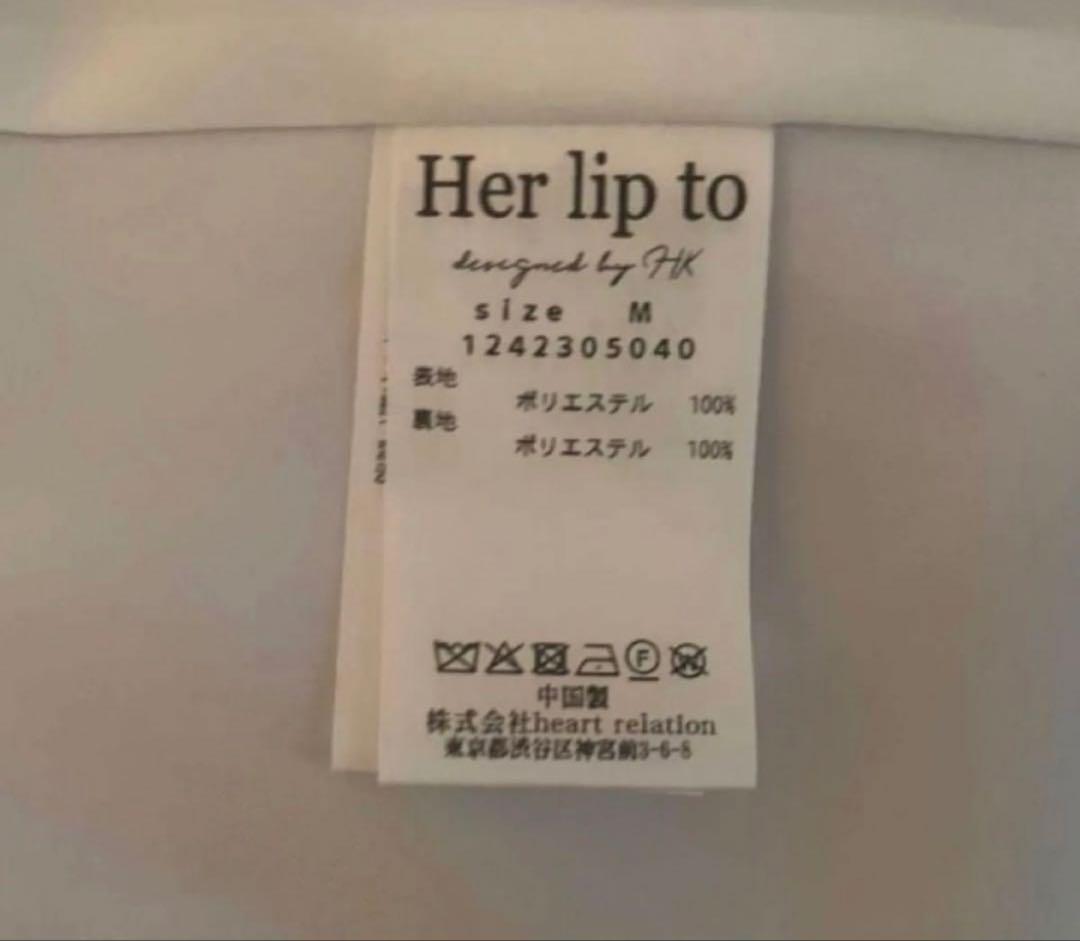 Her lip to
designed by HK
size M
1242305040
表地
ポリエステル 100%
裏地
ポリエステル 100%
F
W
中国製
株式会社heart relation
東京都渋谷区神宮前3-6-8